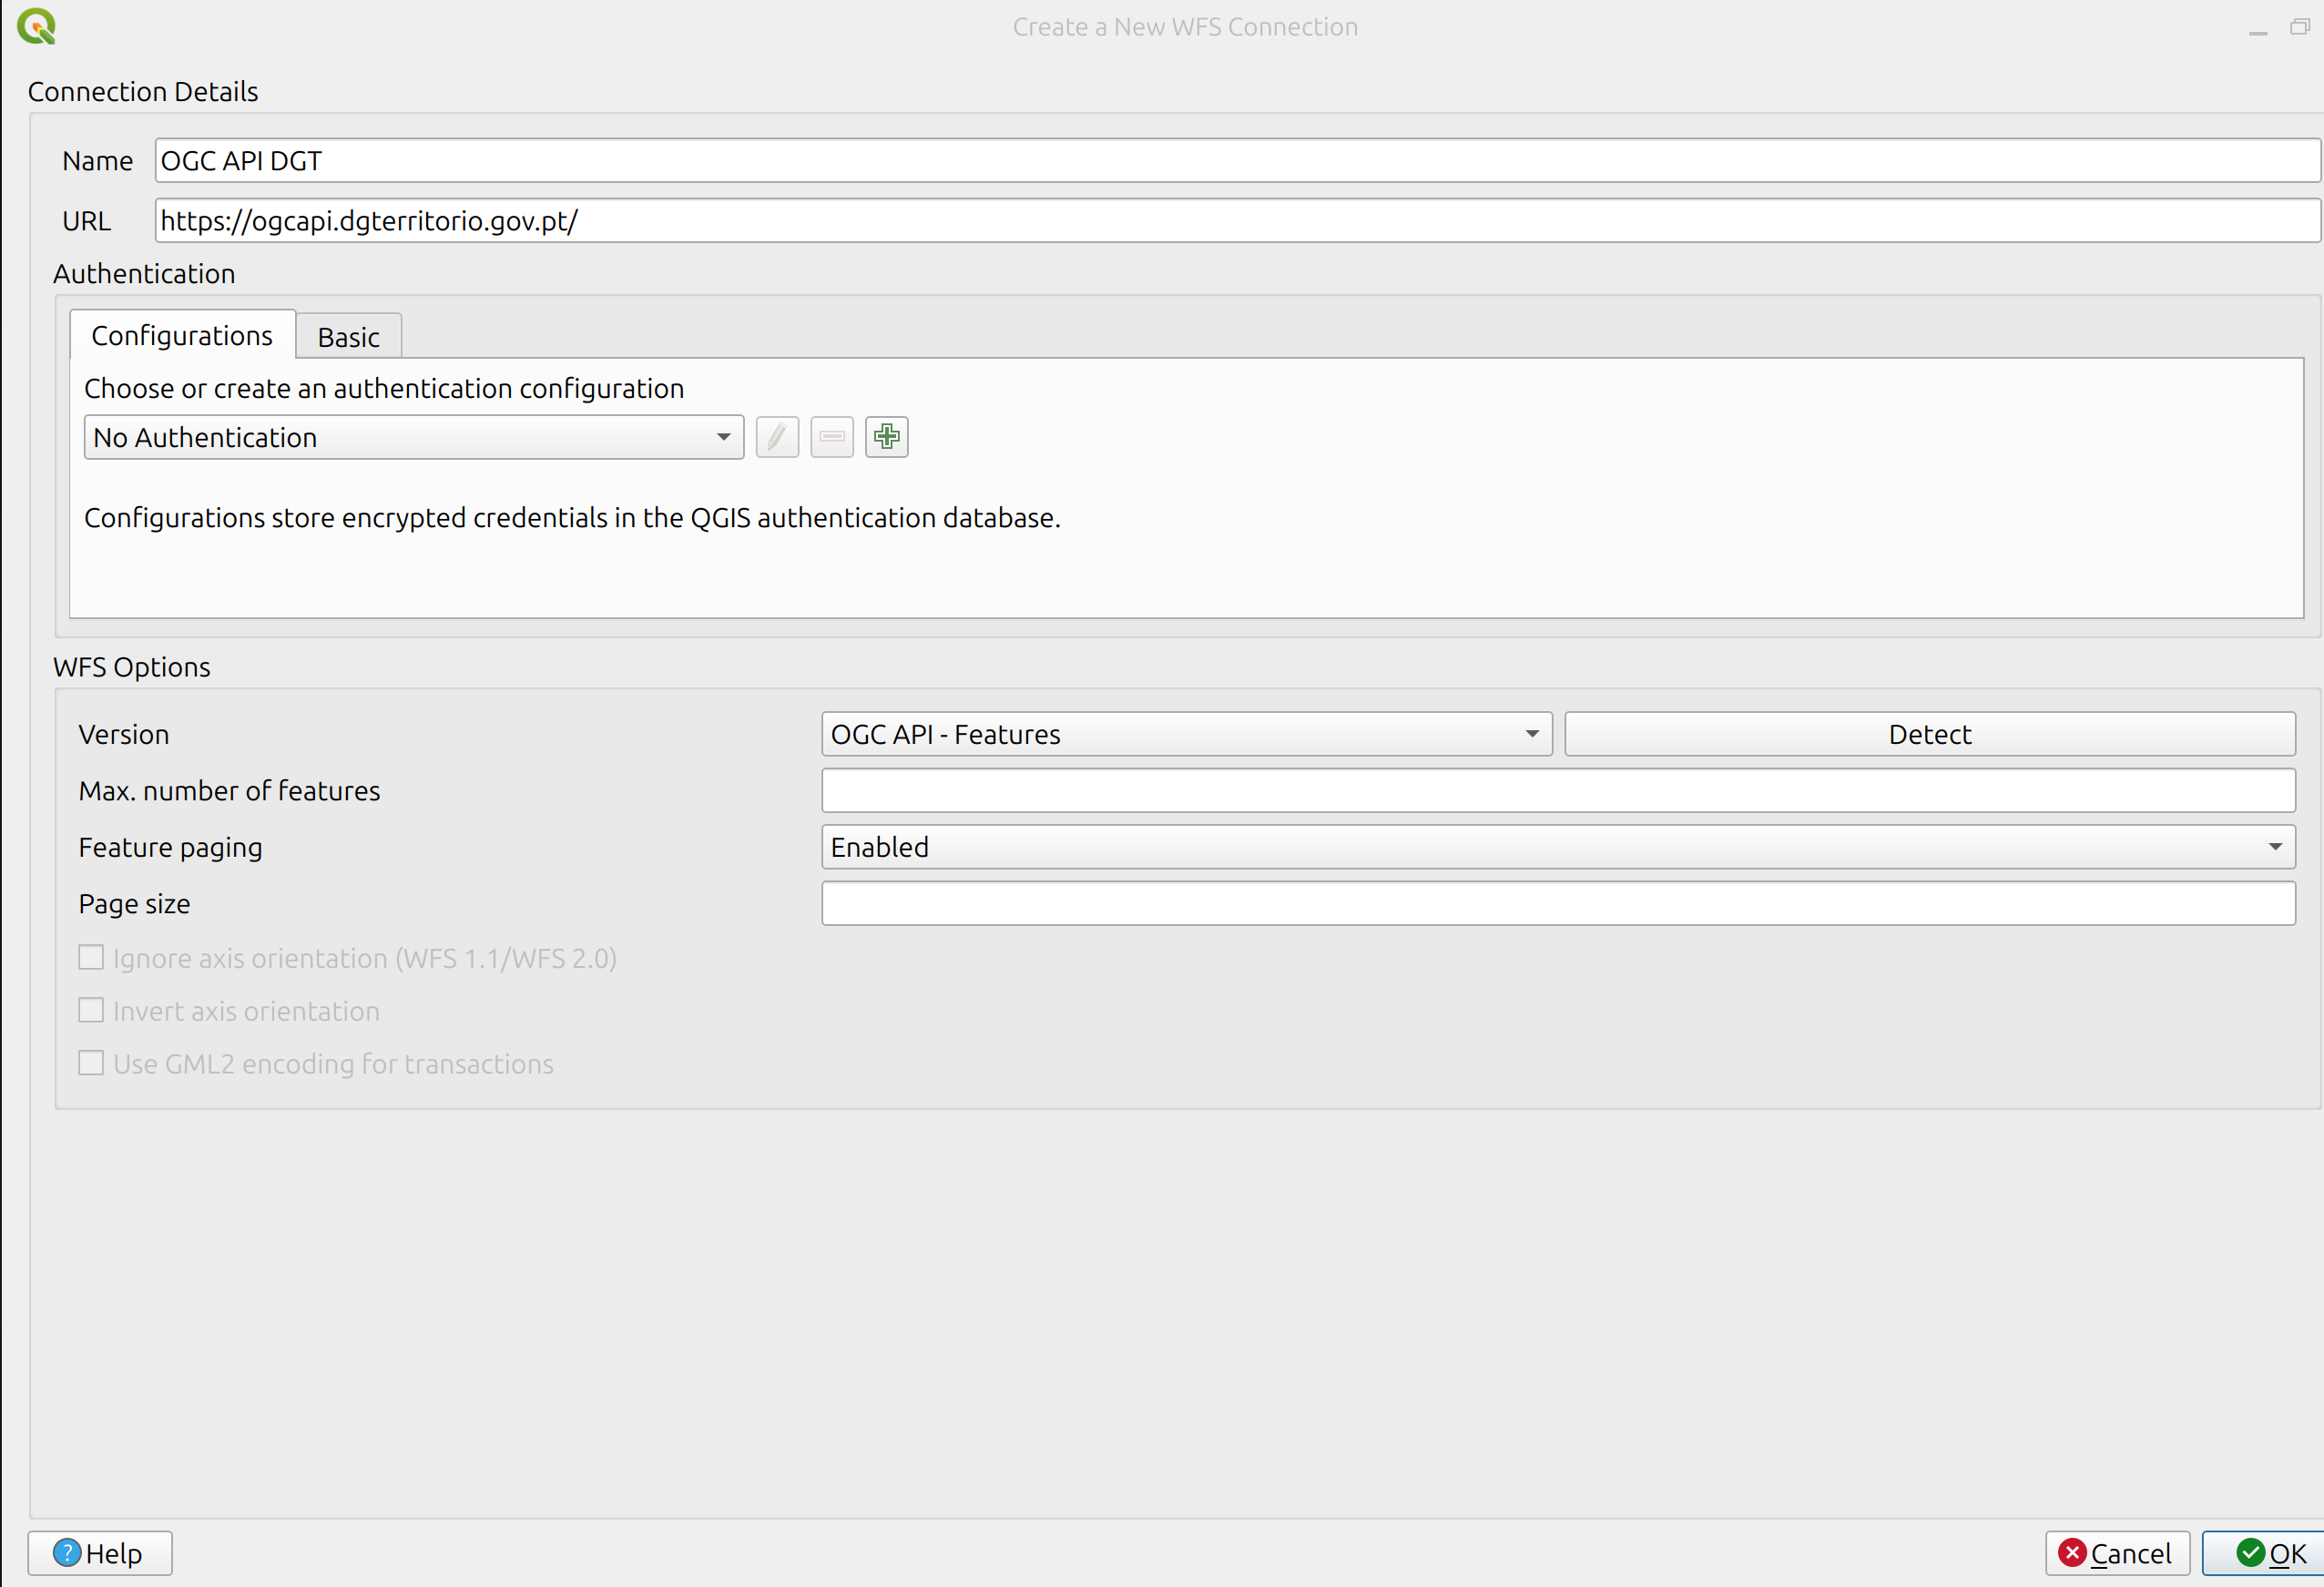 Create a New WFS Connection
Connection Details
Name OGC API DGT
URL https://ogcapi.dgterritorio.gov.pt/
Authentication
Configurations Basic
Choose or create an authentication configuration
No Authentication
Configurations store encrypted credentials in the QGIS authentication database.
WFS Options
Version OGC API - Features Detect
Max. number of features
Feature paging Enabled
Page size
Ignore axis orientation (WFS 1.1/WFS 2.0)
Invert axis orientation
Use GML2 encoding for transactions
Help Cancel OK